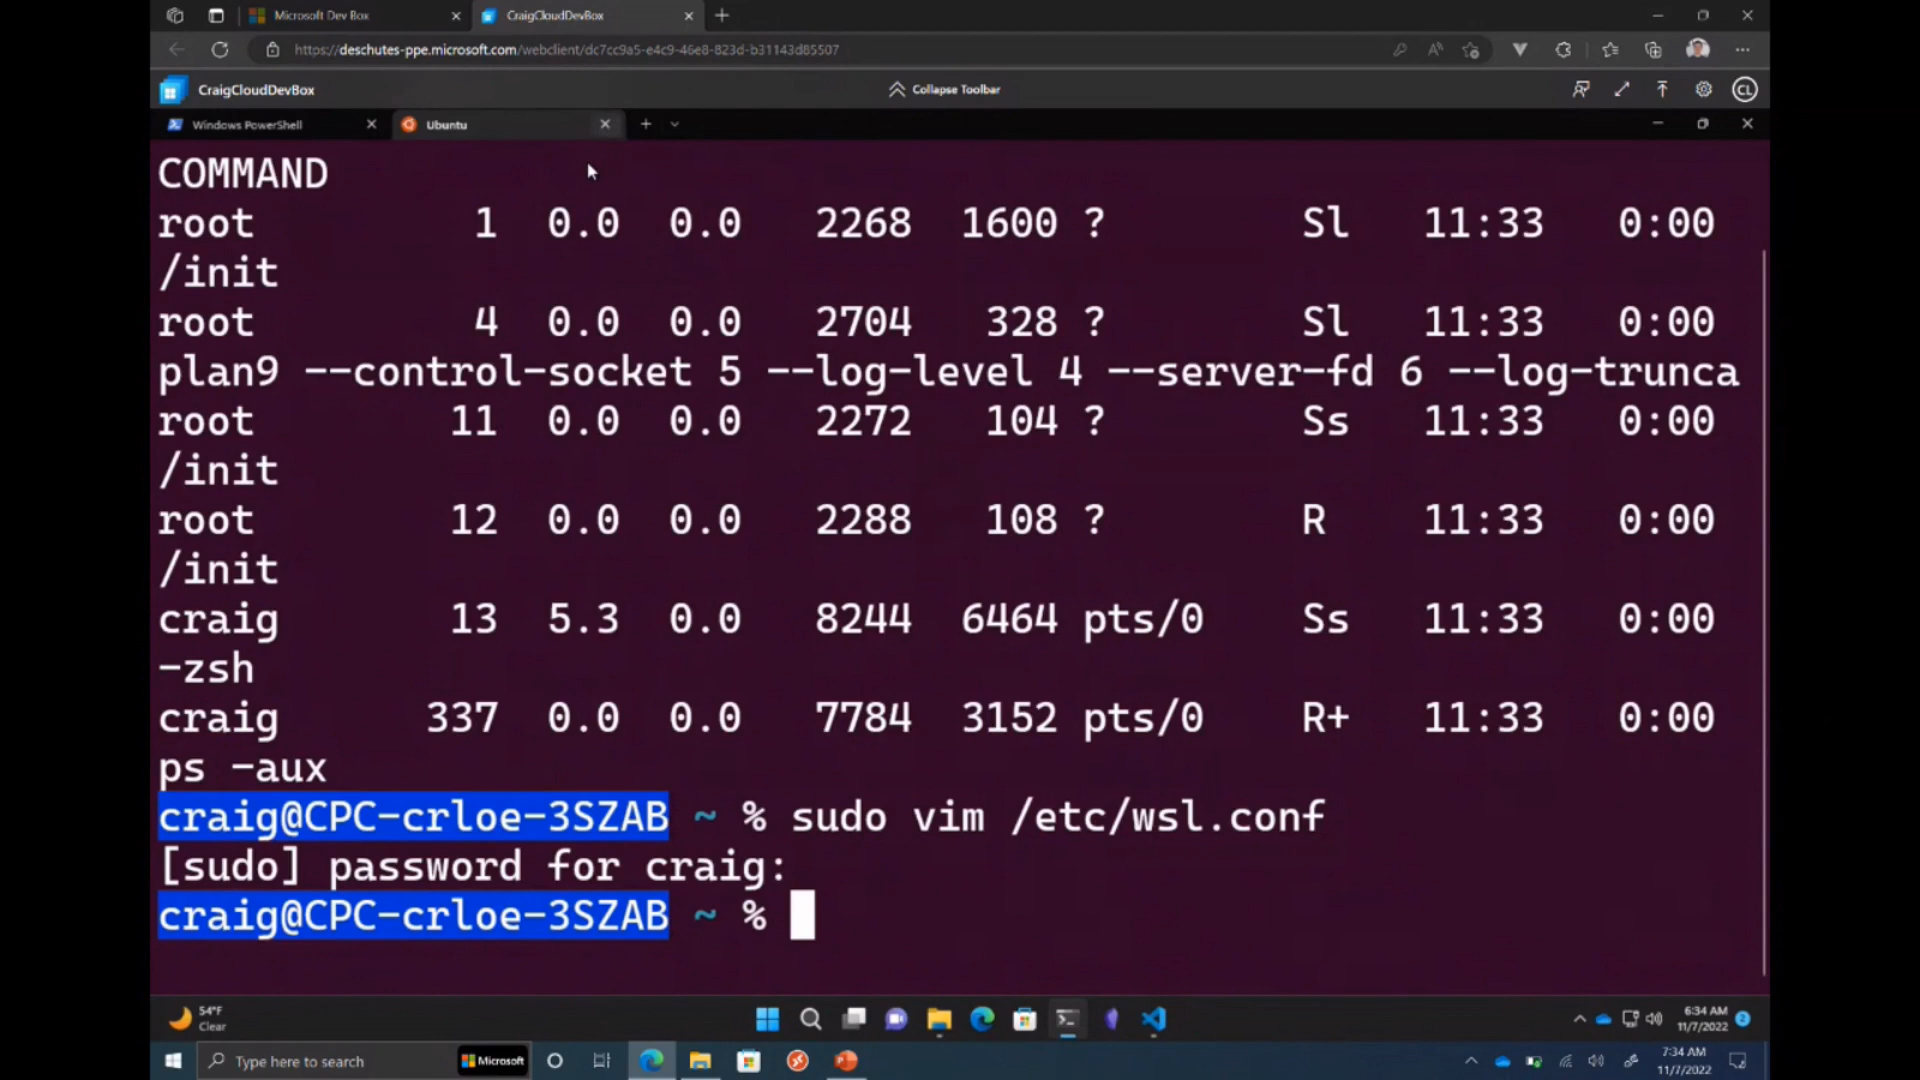 Microsoft Dev Box
CraigCloudDevBox
https://deschutes-ppe.microsoft.com/webclient/dc7cc9a5-e4c9-46e8-823d-b31143d85507
CraigCloudDevBox
Collapse Toolbar
CL
Windows PowerShell
Ubuntu
COMMAND
root 1 0.0 0.0 2268 1600 ? Sl 11:33 0:00
/init
root 4 0.0 0.0 2704 328 ? Sl 11:33 0:00
plan9 --control-socket 5 --log-level 4 --server-fd 6 --log-trunca
root 11 0.0 0.0 2272 104 ? Ss 11:33 0:00
/init
root 12 0.0 0.0 2288 108 ? R 11:33 0:00
/init
craig 13 5.3 0.0 8244 6464 pts/0 Ss 11:33 0:00
-zsh
craig 337 0.0 0.0 7784 3152 pts/0 R+ 11:33 0:00
ps -aux
craig@CPC-crloe-3SZAB ~ % sudo vim /etc/wsl.conf
[sudo] password for craig:
craig@CPC-crloe-3SZAB ~ %
54°F
Clear
6:34 AM
11/7/2022
2
Type here to search
Microsoft
7:34 AM
11/7/2022